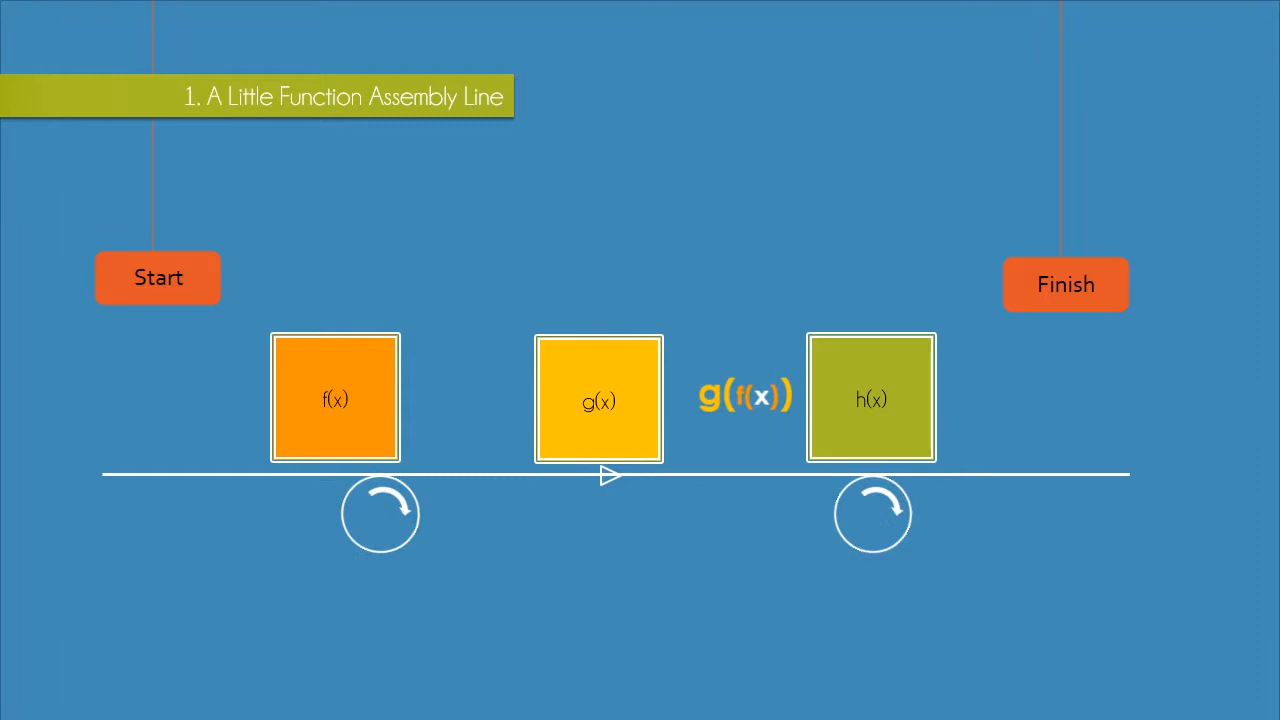 1. A Little Function Assembly Line
Start
Finish
f(x)
g(x)
g(f(x))
h(x)